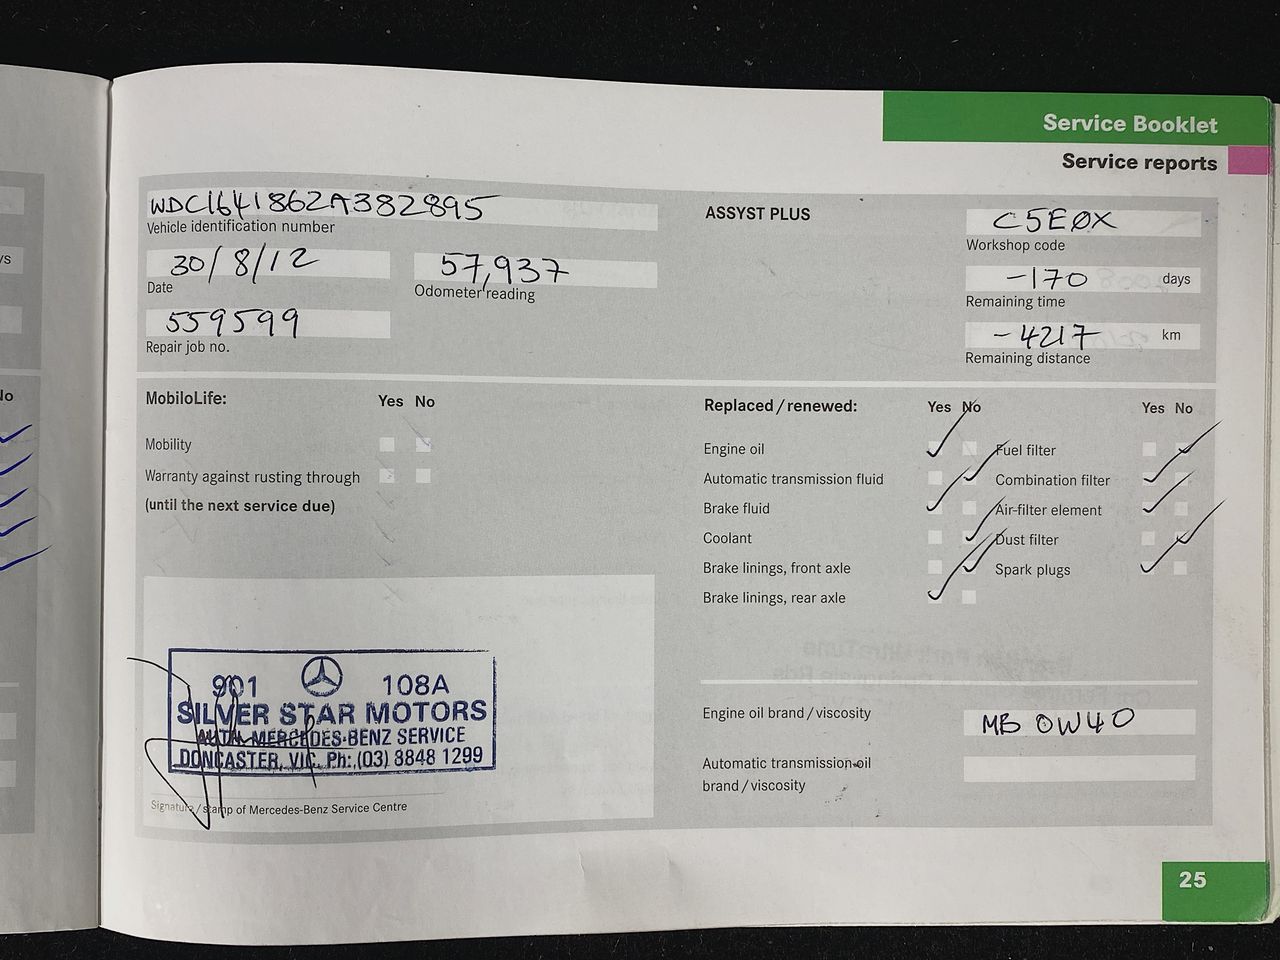 Service Booklet
Service reports
WDC1641862A382895
Vehicle identification number
30/8/12
Date
57,937
Odometer reading
559599
Repair job no.
ASSYST PLUS
C5EØX
Workshop code
-170 days
Remaining time
-4217 km
Remaining distance
MobiloLife: Yes No
Mobility
Warranty against rusting through
(until the next service due)
Replaced/renewed: Yes No Yes No
Engine oil Fuel filter
Automatic transmission fluid Combination filter
Brake fluid Air-filter element
Coolant Dust filter
Brake linings, front axle Spark plugs
Brake linings, rear axle
901 108A
SILVER STAR MOTORS
AUTH. MERCEDES-BENZ SERVICE
DONCASTER, VIC. Ph: (03) 8848 1299
Signature/stamp of Mercedes-Benz Service Centre
Engine oil brand/viscosity MB 0W40
Automatic transmission oil
brand/viscosity
25